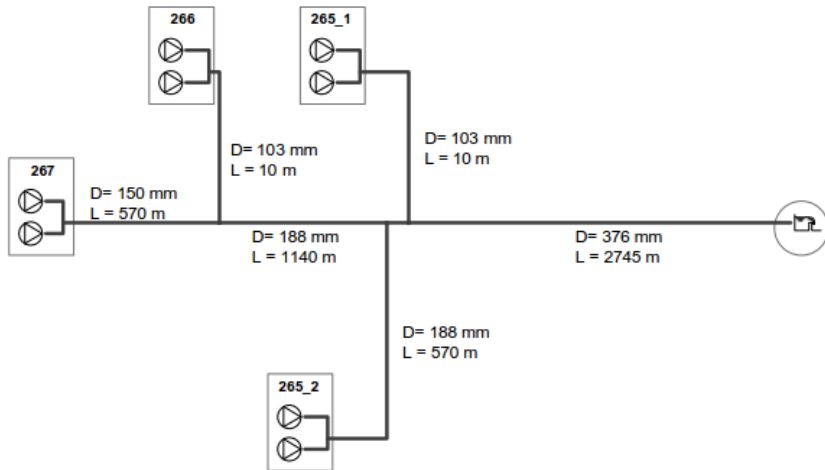 266
265_1
D= 103 mm
L = 10 m
D= 103 mm
L = 10 m
267
D= 150 mm
L = 570 m
D= 188 mm
L = 1140 m
D= 376 mm
L = 2745 m
D= 188 mm
L = 570 m
265_2